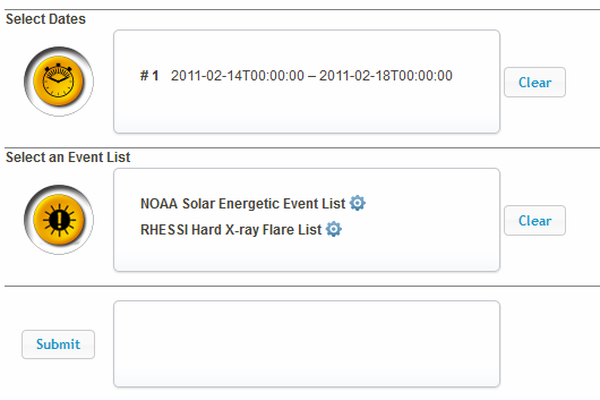 Select Dates
# 1 2011-02-14T00:00:00 – 2011-02-18T00:00:00
Clear
Select an Event List
NOAA Solar Energetic Event List
RHESSI Hard X-ray Flare List
Clear
Submit